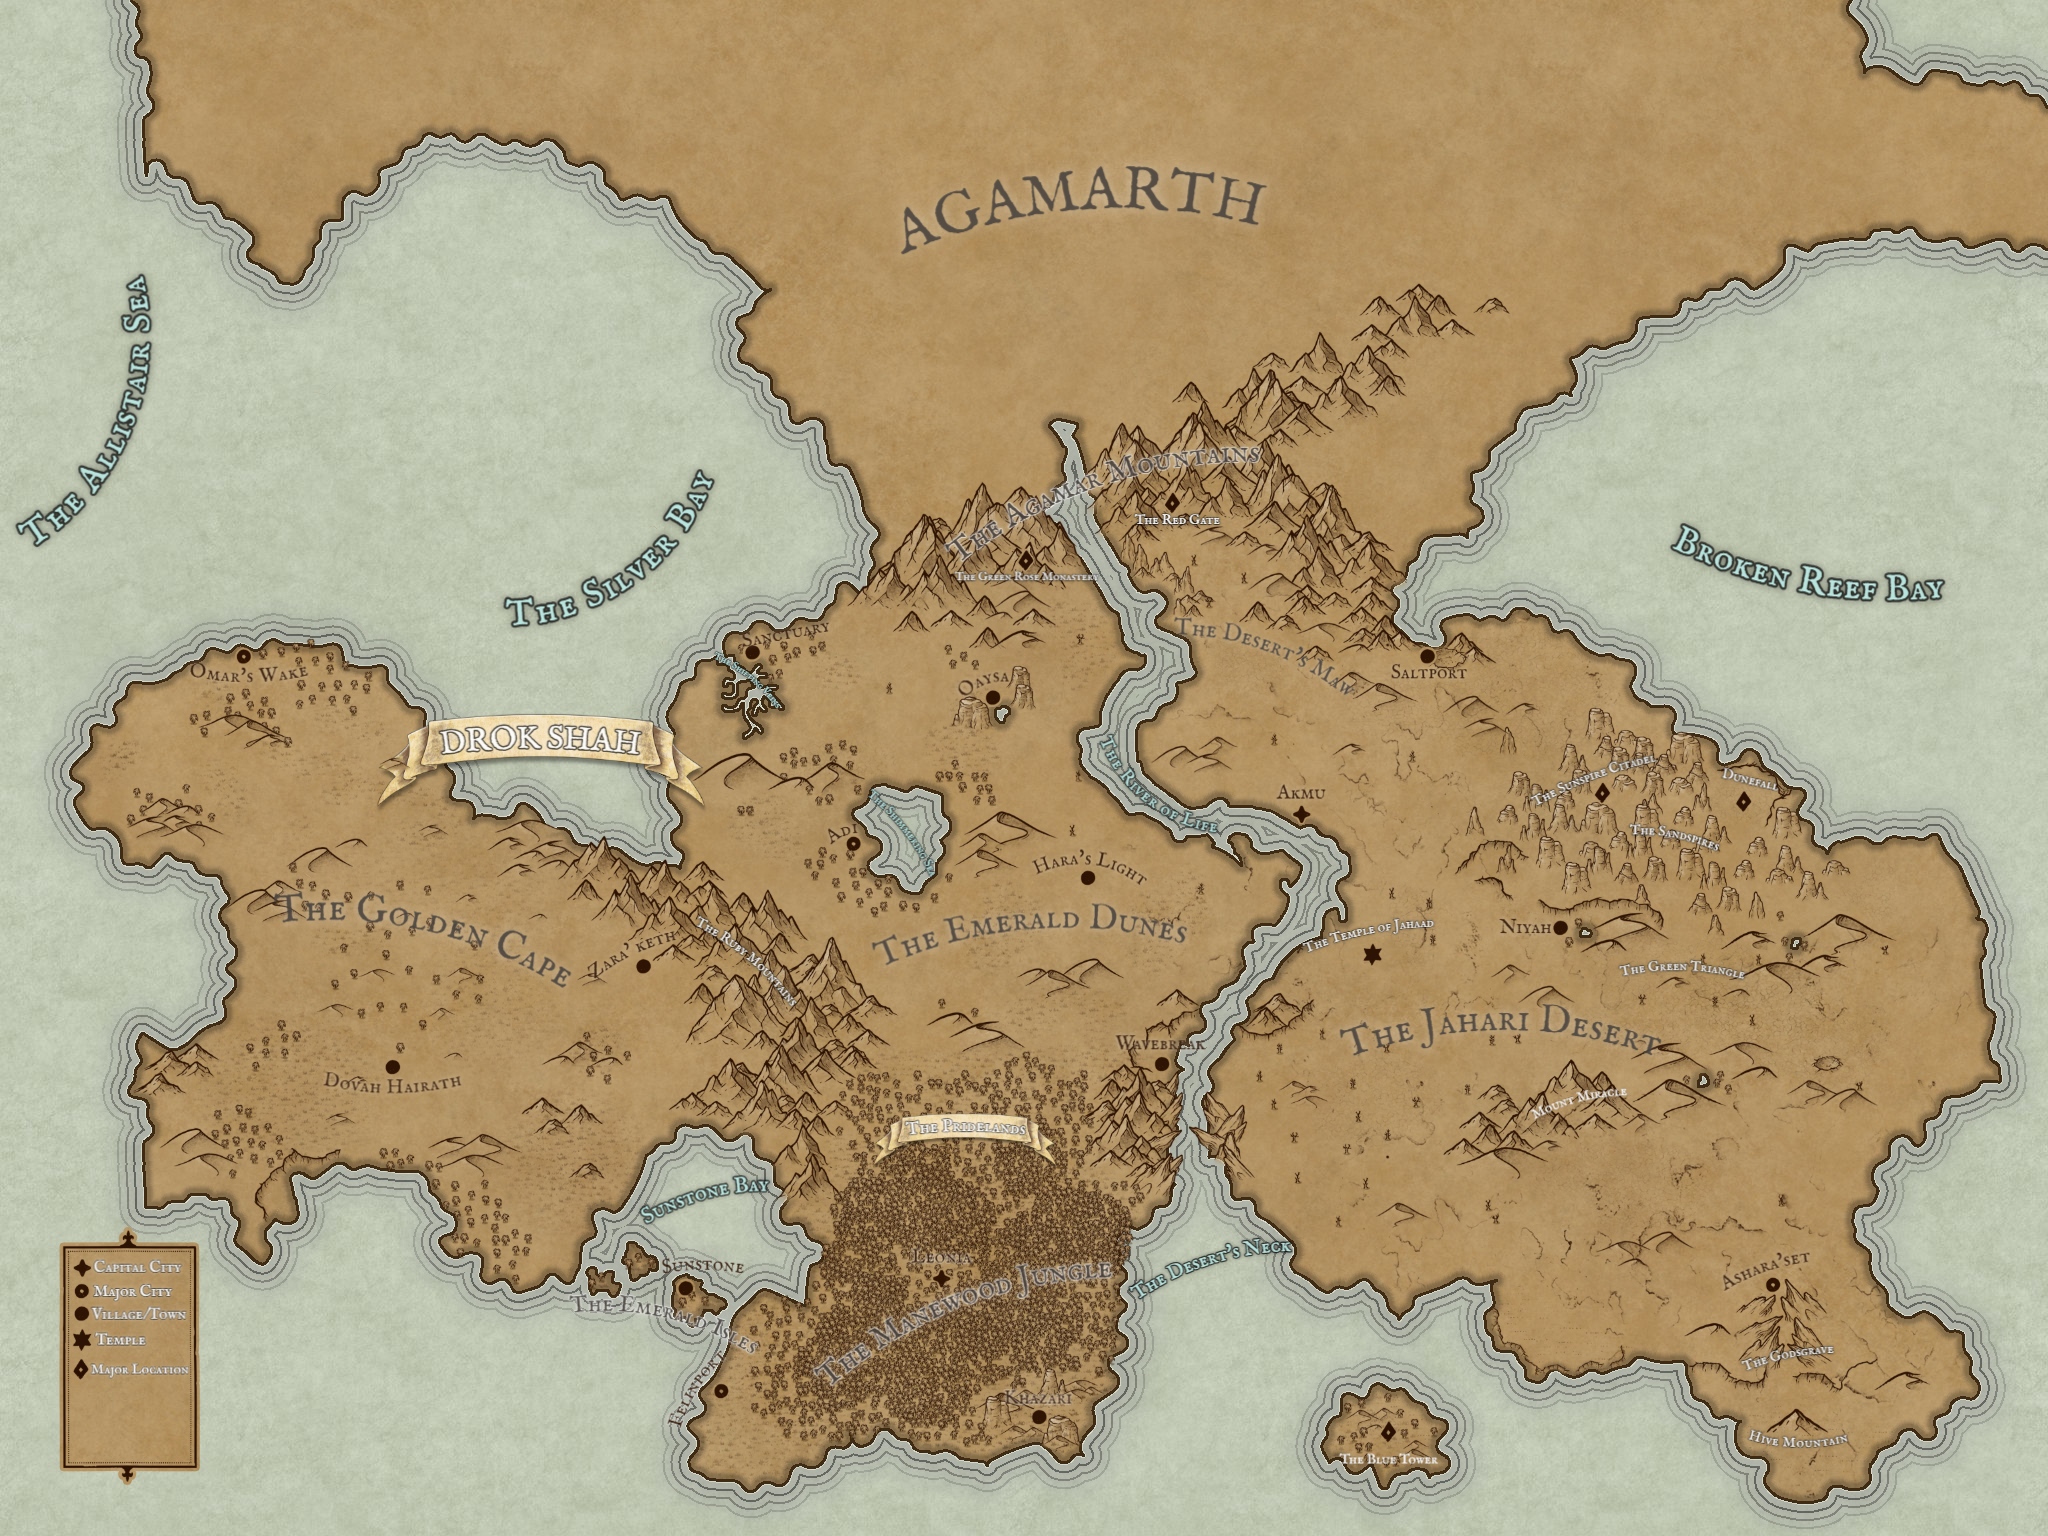 AGAMARTH
The Allistair Sea
The Silver Bay
Broken Reef Bay
The Agamar Mountains
The Red Gate
The Green Rose Monastery
The Desert's Maw
Sanctuary
Omar's Wake
Saltport
Qaysa
DROK SHAH
The River of Life
The Sunspire Citadel
Dunefall
Akmu
The Sandspires
Adi
The Shimmering
Hara's Light
The Golden Cape
The Emerald Dunes
Zara'keth
The Ruby Mountains
The Temple of Jahaad
Niyah
The Green Triangle
The Jahari Desert
Wavebreak
Dovah Hairath
Mount Miracle
The Pridelands
Sunstone Bay
The Desert's Neck
Leonia
Sunstone
The Emerald Isles
The Manewood Jungle
Ashara'set
The Godsgrave
Felinport
Khazari
Hive Mountain
The Blue Tower
Capital City
Major City
Village/Town
Temple
Major Location